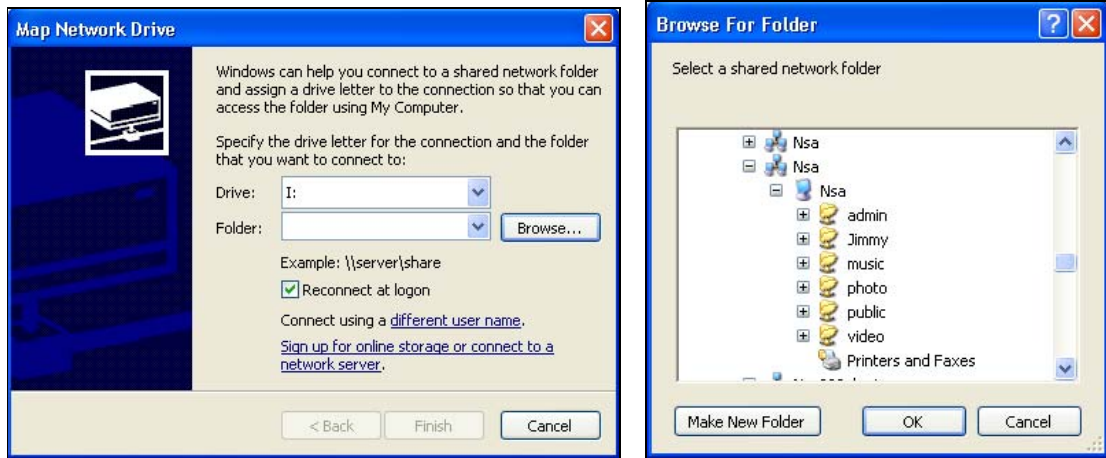 Map Network Drive
Windows can help you connect to a shared network folder
and assign a drive letter to the connection so that you can
access the folder using My Computer.
Specify the drive letter for the connection and the folder
that you want to connect to:
Drive: I:
Folder: Browse...
Example: \\server\share
Reconnect at logon
Connect using a different user name.
Sign up for online storage or connect to a
network server.
< Back Finish Cancel
Browse For Folder
Select a shared network folder
Nsa
Nsa
Nsa
admin
Jimmy
music
photo
public
video
Printers and Faxes
Make New Folder OK Cancel